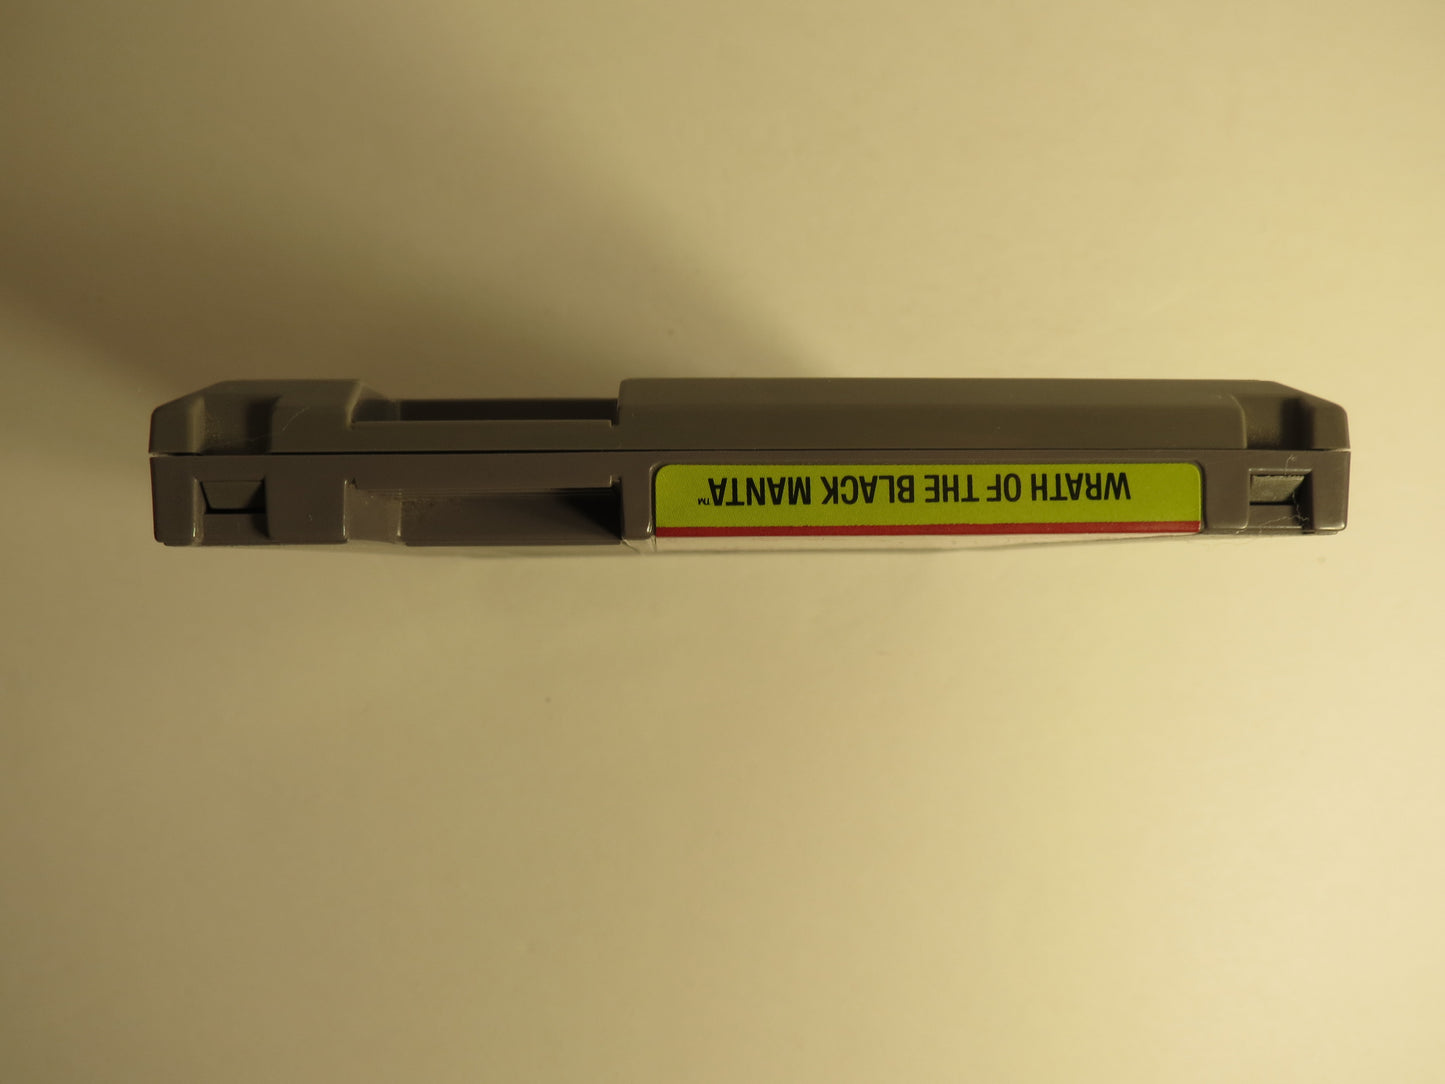 WRATH OF THE BLACK MANTA™